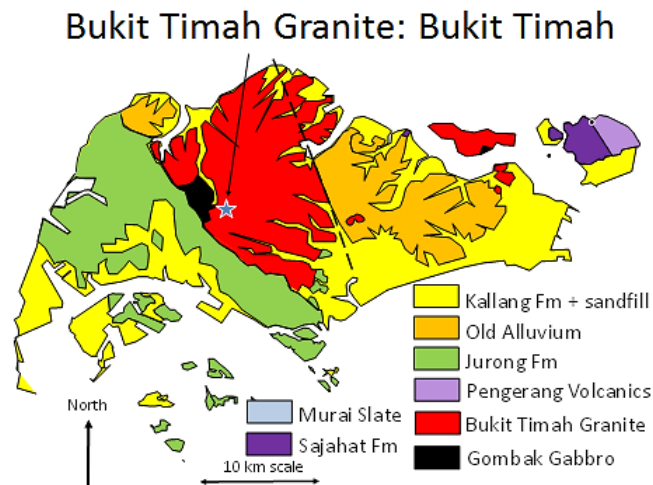 Bukit Timah Granite: Bukit Timah
Kallang Fm + sandfill
Old Alluvium
Jurong Fm
Pengerang Volcanics
Bukit Timah Granite
Gombak Gabbro
Murai Slate
Sajahat Fm
North
10 km scale